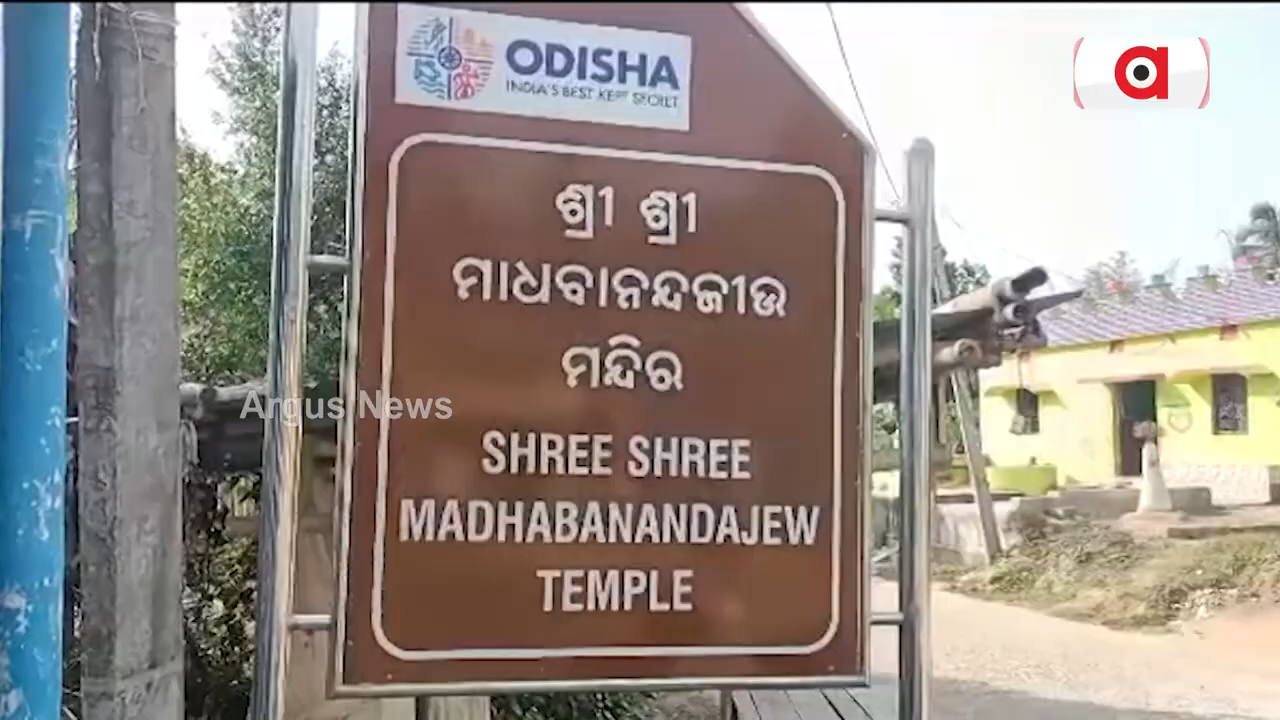 ODISHA
INDIA'S BEST KEPT SECRET
ଶ୍ରୀ ଶ୍ରୀ
ମାଧବାନନ୍ଦଜୀଉ
ମନ୍ଦିର
Argus News
SHREE SHREE
MADHABANANDAJEW
TEMPLE